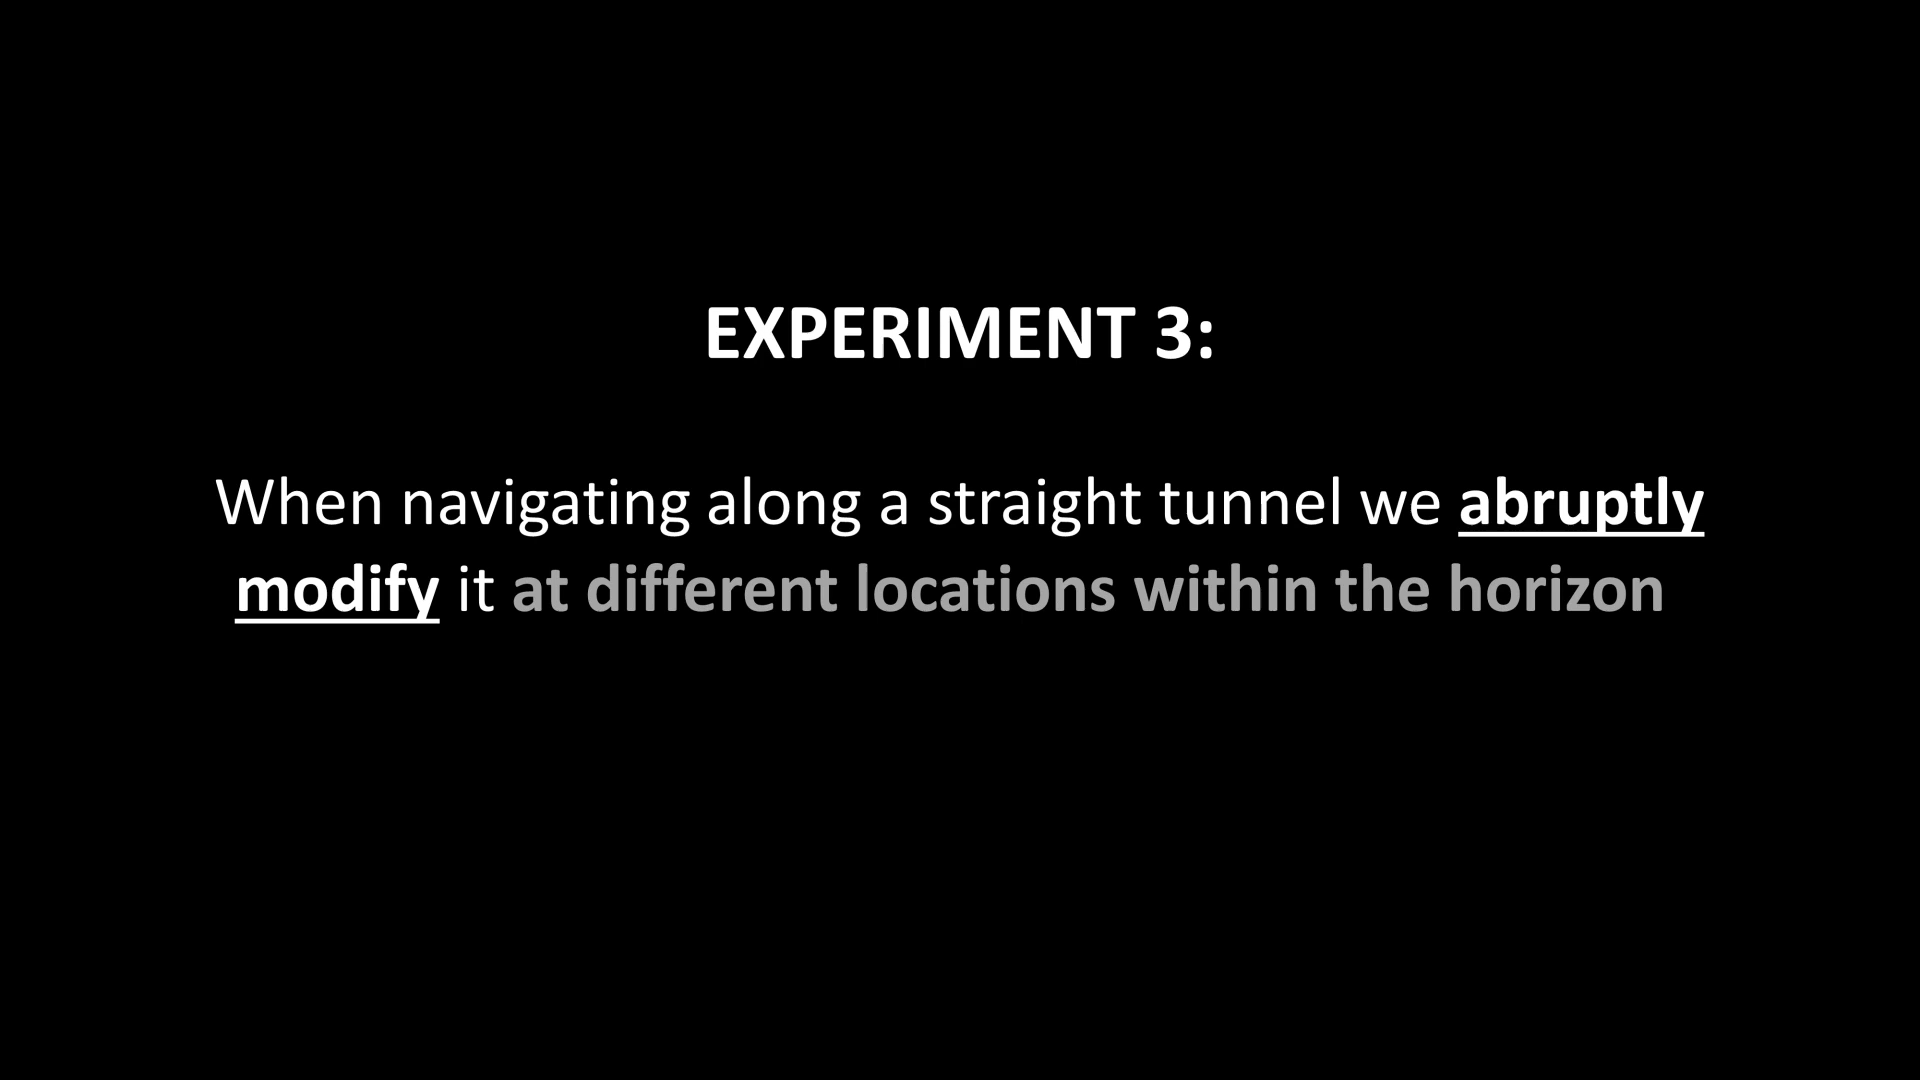 EXPERIMENT 3:
When navigating along a straight tunnel we abruptly
modify it at different locations within the horizon